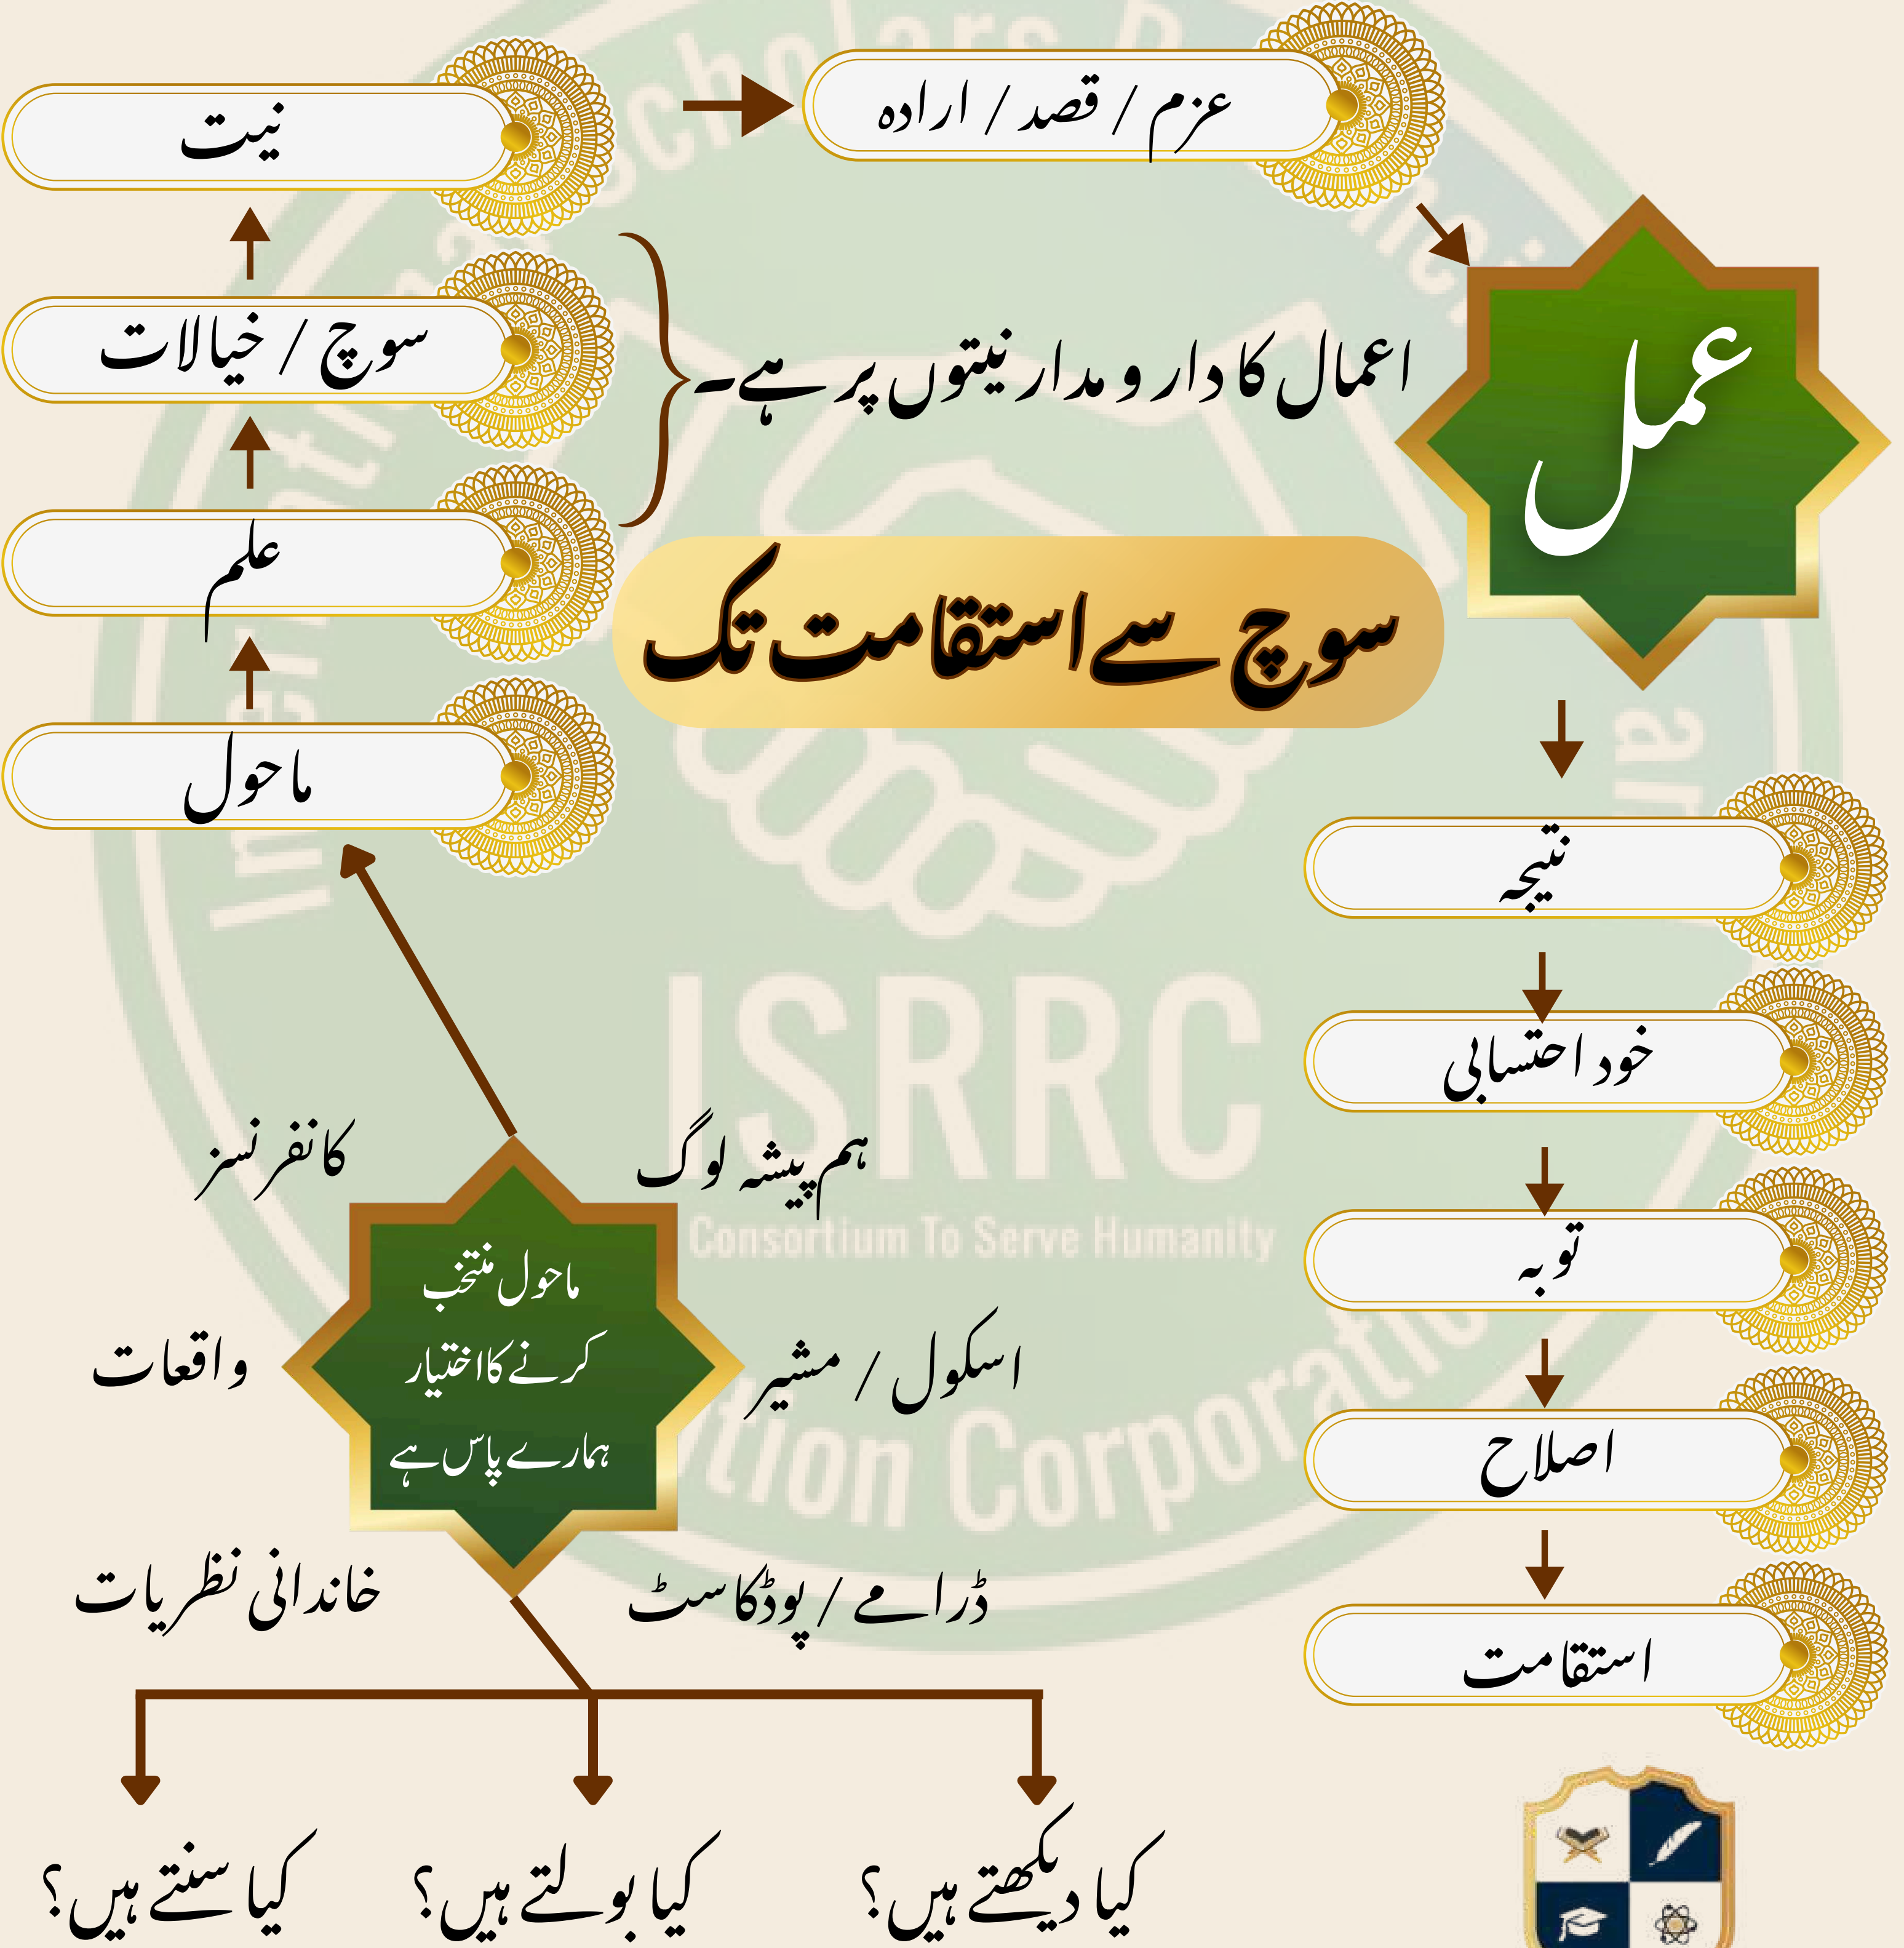 عزم / قصد / ارادہ
نیت
سوچ / خیالات
علم
ماحول
اعمال کا دار و مدار نیتوں پر ہے۔
عمل
سوچ سے استقامت تک
نتیجہ
خود احتسابی
توبہ
اصلاح
استقامت
ہم پیشہ لوگ
کانفرنسز
ماحول منتخب
کرنے کا اختیار
ہمارے پاس ہے
اسکول / مشیر
واقعات
ڈرامے / پوڈکاسٹ
خاندانی نظریات
کیا دیکھتے ہیں؟
کیا بولتے ہیں؟
کیا سنتے ہیں؟
ISRRC
Consortium To Serve Humanity